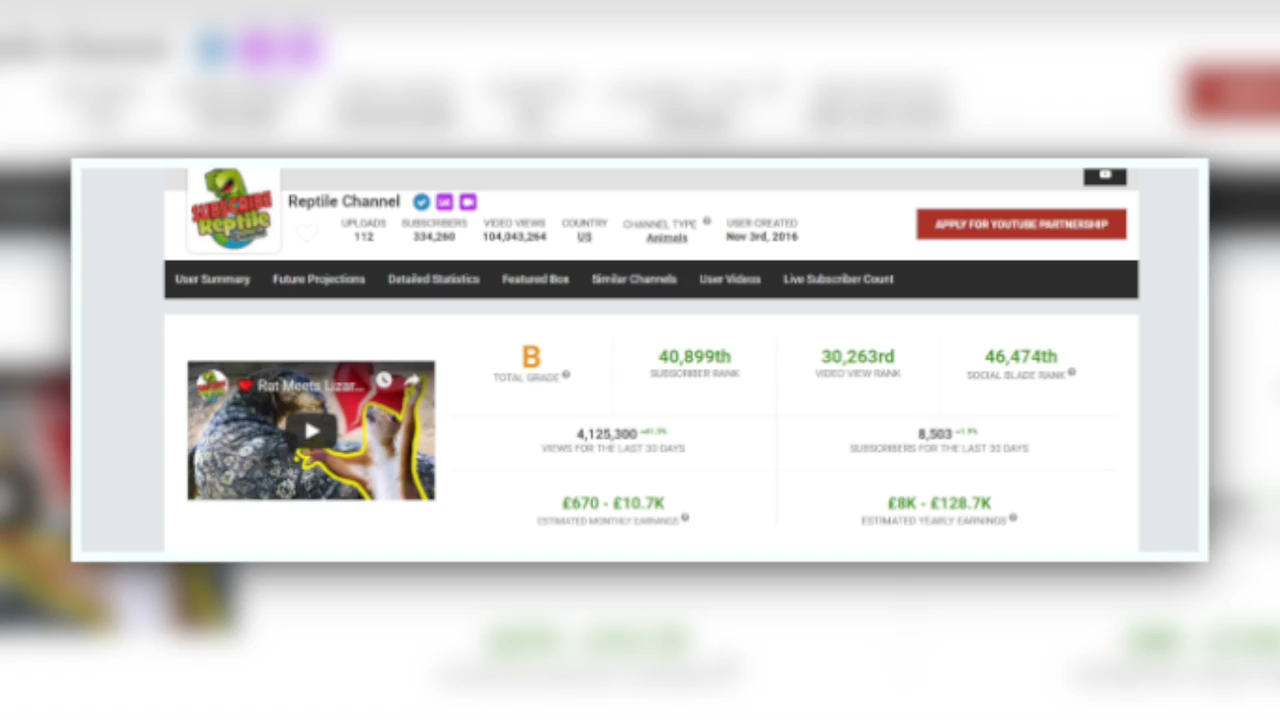 SUBSCRIBE
Reptile
Reptile Channel
UPLOADS SUBSCRIBERS VIDEO VIEWS COUNTRY CHANNEL TYPE USER CREATED
112 334,260 104,043,264 US Animals Nov 3rd, 2016
APPLY FOR YOUTUBE PARTNERSHIP
User Summary Future Projections Detailed Statistics Featured Box Similar Channels User Videos Live Subscriber Count
Rat Meets Lizar...
B 40,899th 30,263rd 46,474th
TOTAL GRADE SUBSCRIBER RANK VIDEO VIEW RANK SOCIAL BLADE RANK
4,125,300 8,503
VIEWS FOR THE LAST 30 DAYS SUBSCRIBERS FOR THE LAST 30 DAYS
£670 - £10.7K £8K - £128.7K
ESTIMATED MONTHLY EARNINGS ESTIMATED YEARLY EARNINGS